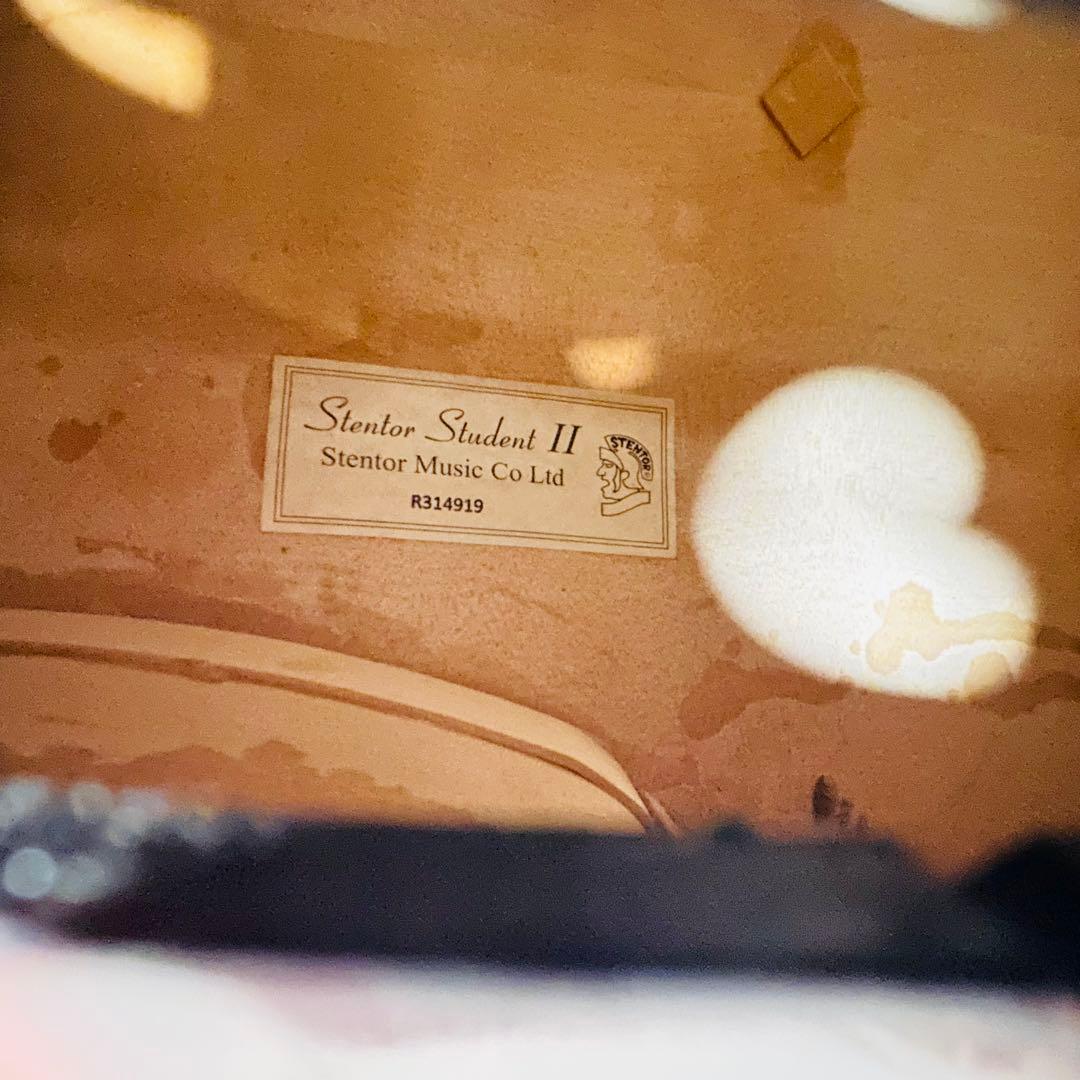 Stentor Student II
Stentor Music Co Ltd
R314919
STENTOR